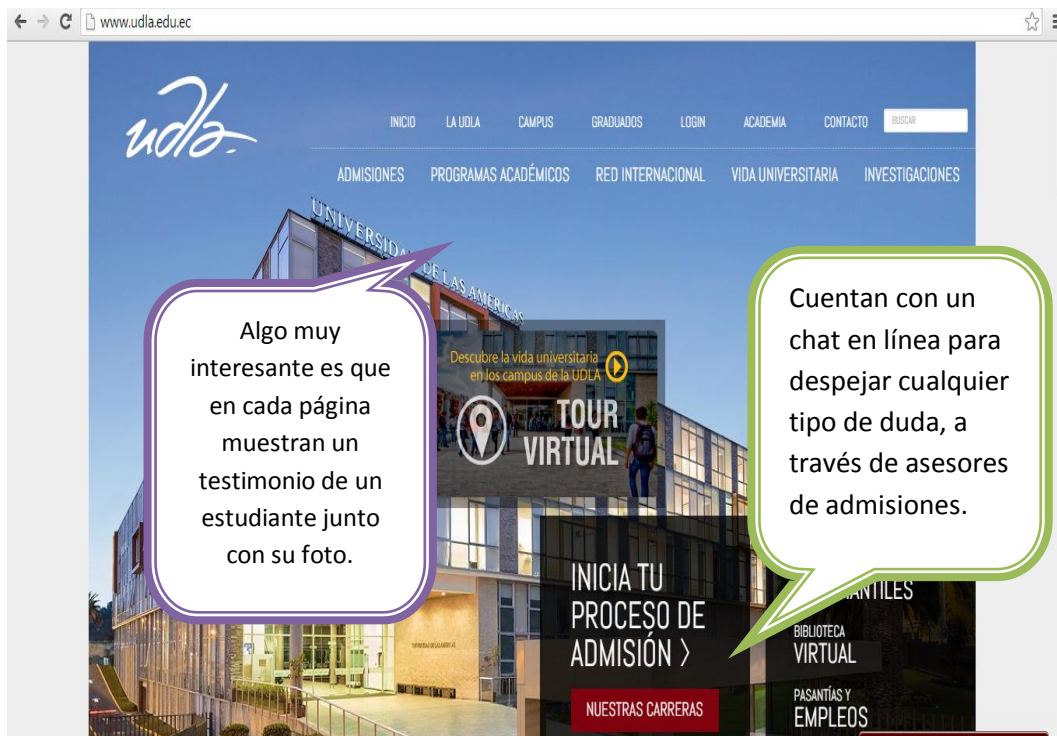 www.udla.edu.ec
udla-
INICIO LA UDLA CAMPUS GRADUADOS LOGIN ACADEMIA CONTACTO BUSCAR
ADMISIONES PROGRAMAS ACADÉMICOS RED INTERNACIONAL VIDA UNIVERSITARIA INVESTIGACIONES
UNIVERSIDAD DE LAS AMÉRICAS
Algo muy
interesante es que
en cada página
muestran un
testimonio de un
estudiante junto
con su foto.
Descubre la vida universitaria
en los campus de la UDLA
TOUR
VIRTUAL
Cuentan con un
chat en línea para
despejar cualquier
tipo de duda, a
través de asesores
de admisiones.
INICIA TU
PROCESO DE
ADMISIÓN >
NUESTRAS CARRERAS
BIBLIOTECA
VIRTUAL
PASANTÍAS Y
EMPLEOS